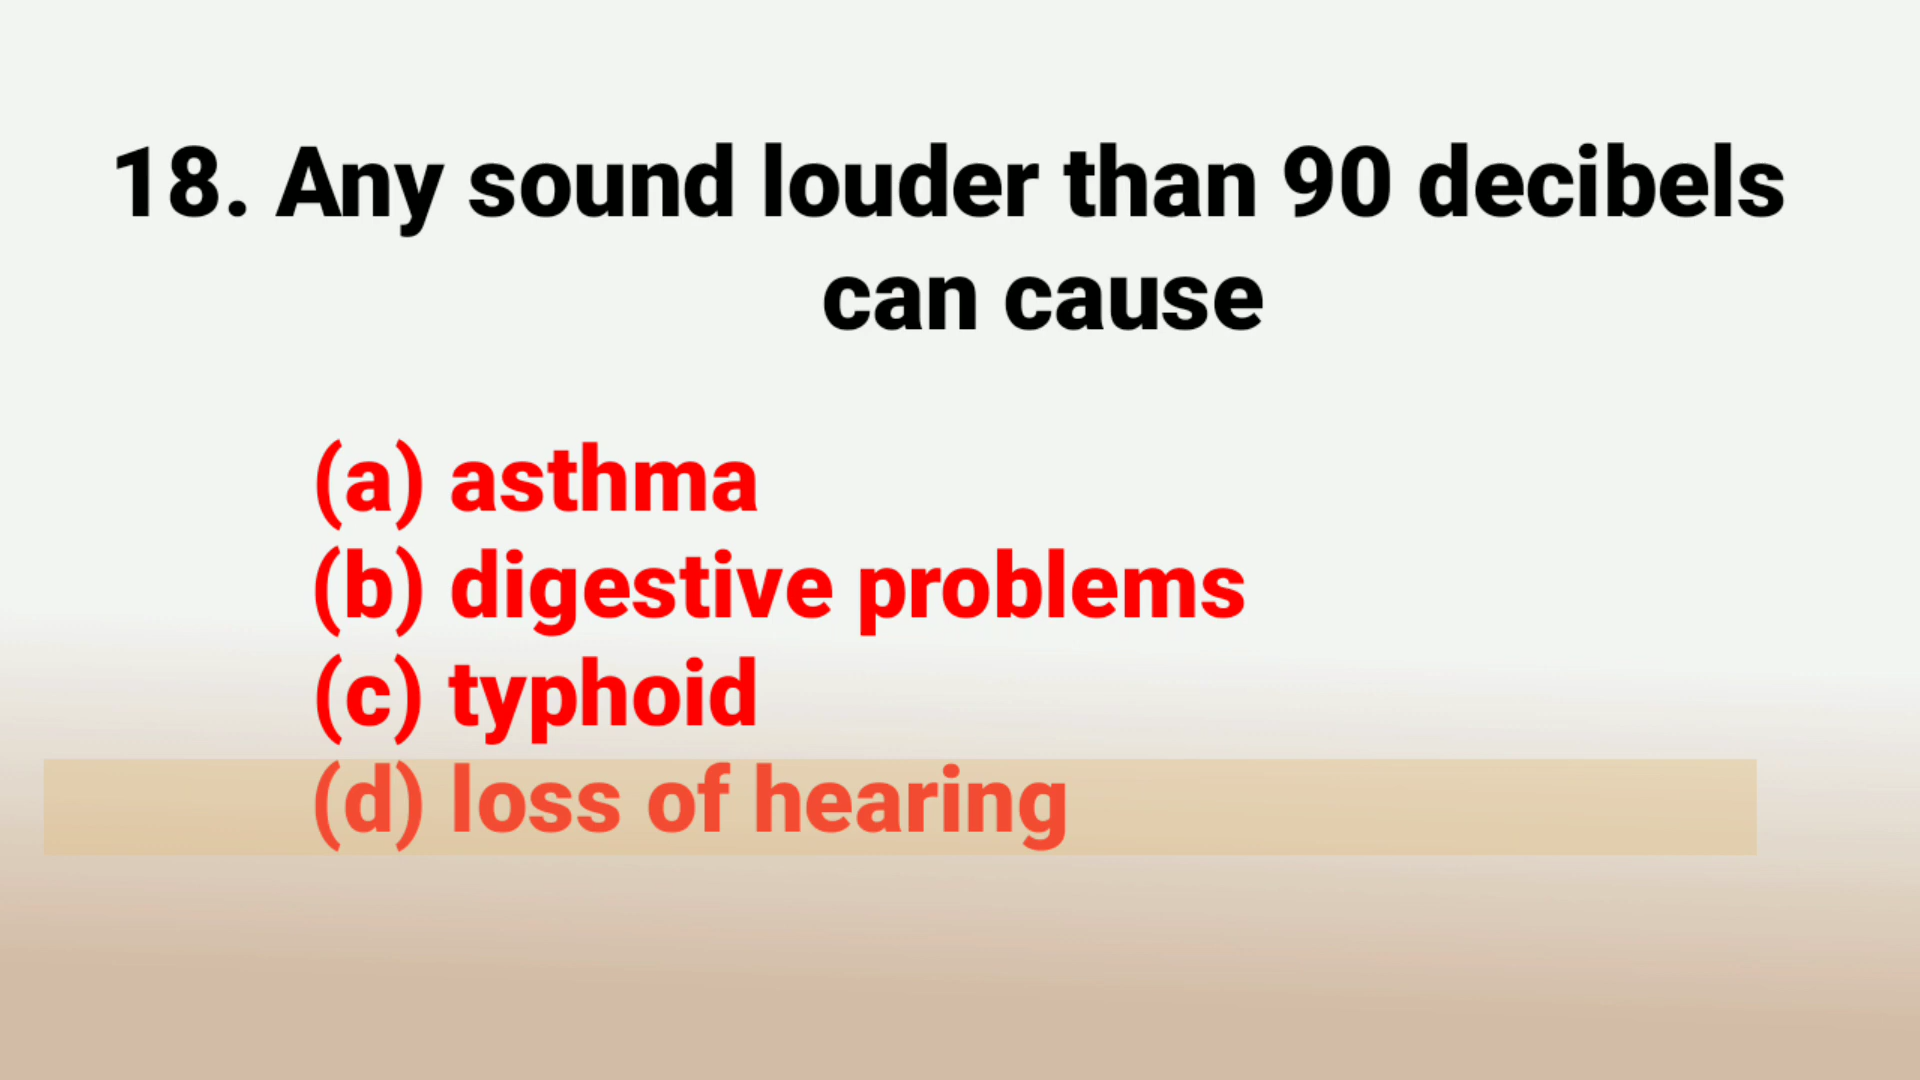 18. Any sound louder than 90 decibels
can cause
(a) asthma
(b) digestive problems
(c) typhoid
(d) loss of hearing